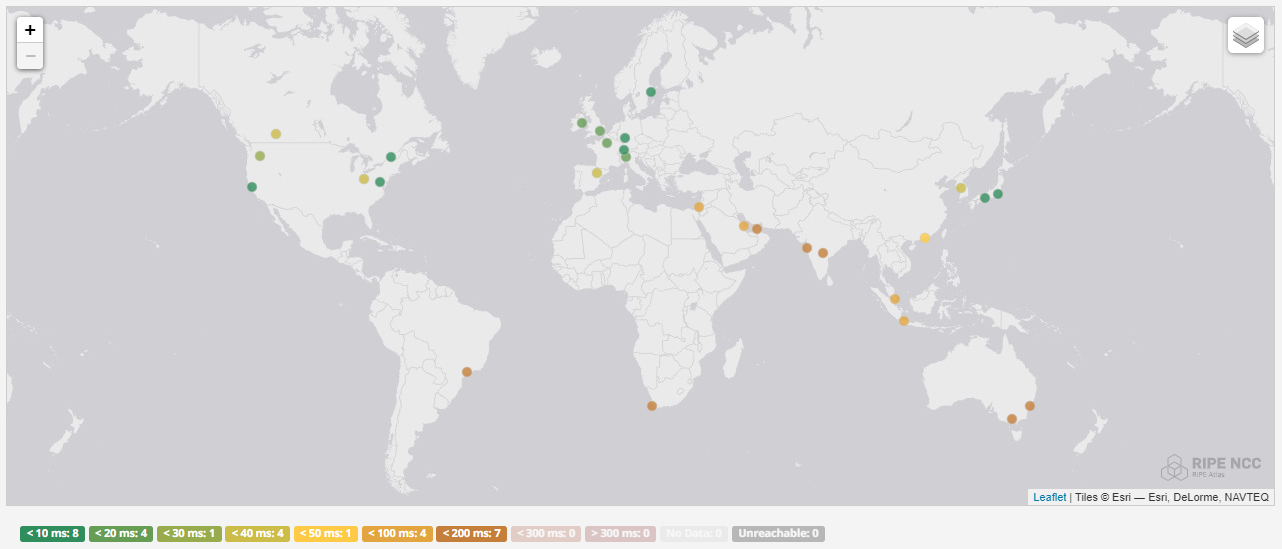 +
−
RIPE NCC
RIPE Atlas
Leaflet | Tiles © Esri — Esri, DeLorme, NAVTEQ
< 10 ms: 8 < 20 ms: 4 < 30 ms: 1 < 40 ms: 4 < 50 ms: 1 < 100 ms: 4 < 200 ms: 7 < 300 ms: 0 > 300 ms: 0 No Data: 0 Unreachable: 0